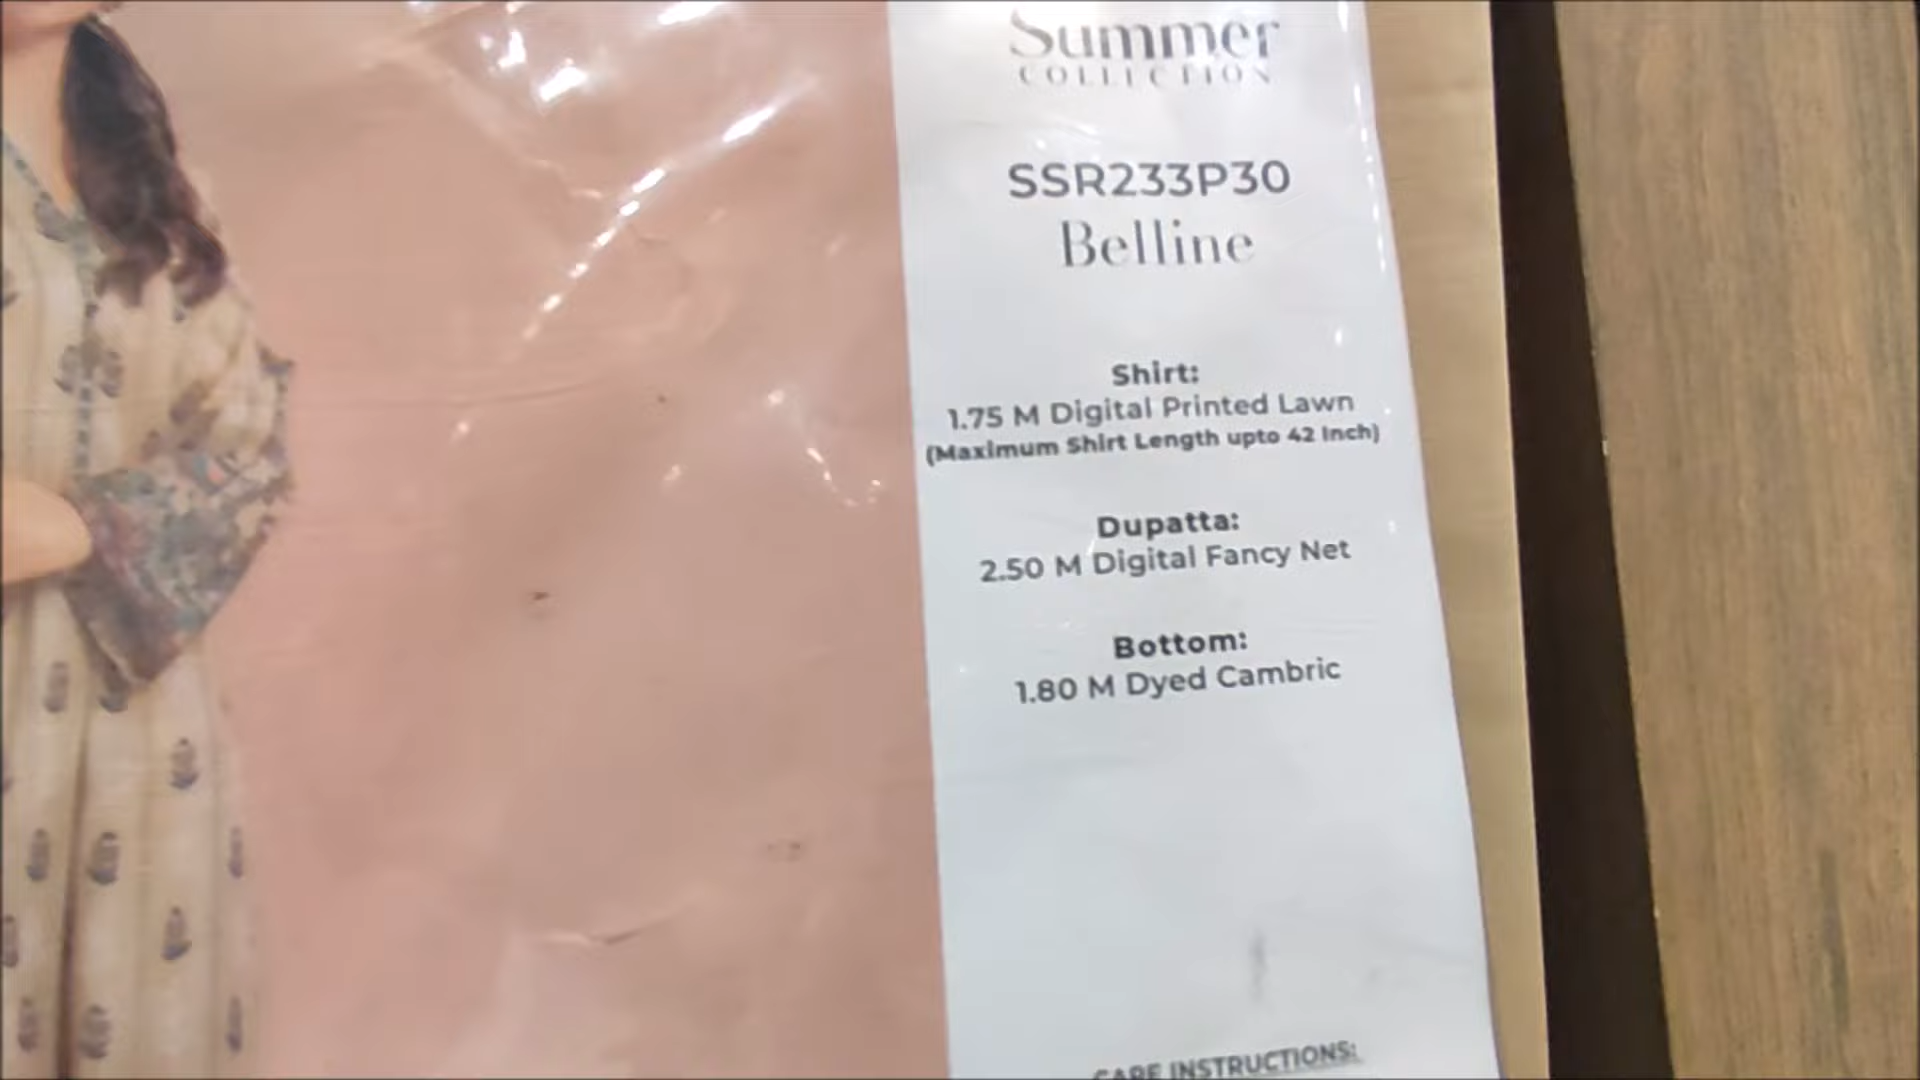 Summer
COLLECTION
SSR233P30
Belline
Shirt:
1.75 M Digital Printed Lawn
(Maximum Shirt Length upto 42 Inch)
Dupatta:
2.50 M Digital Fancy Net
Bottom:
1.80 M Dyed Cambric
CARE INSTRUCTIONS: